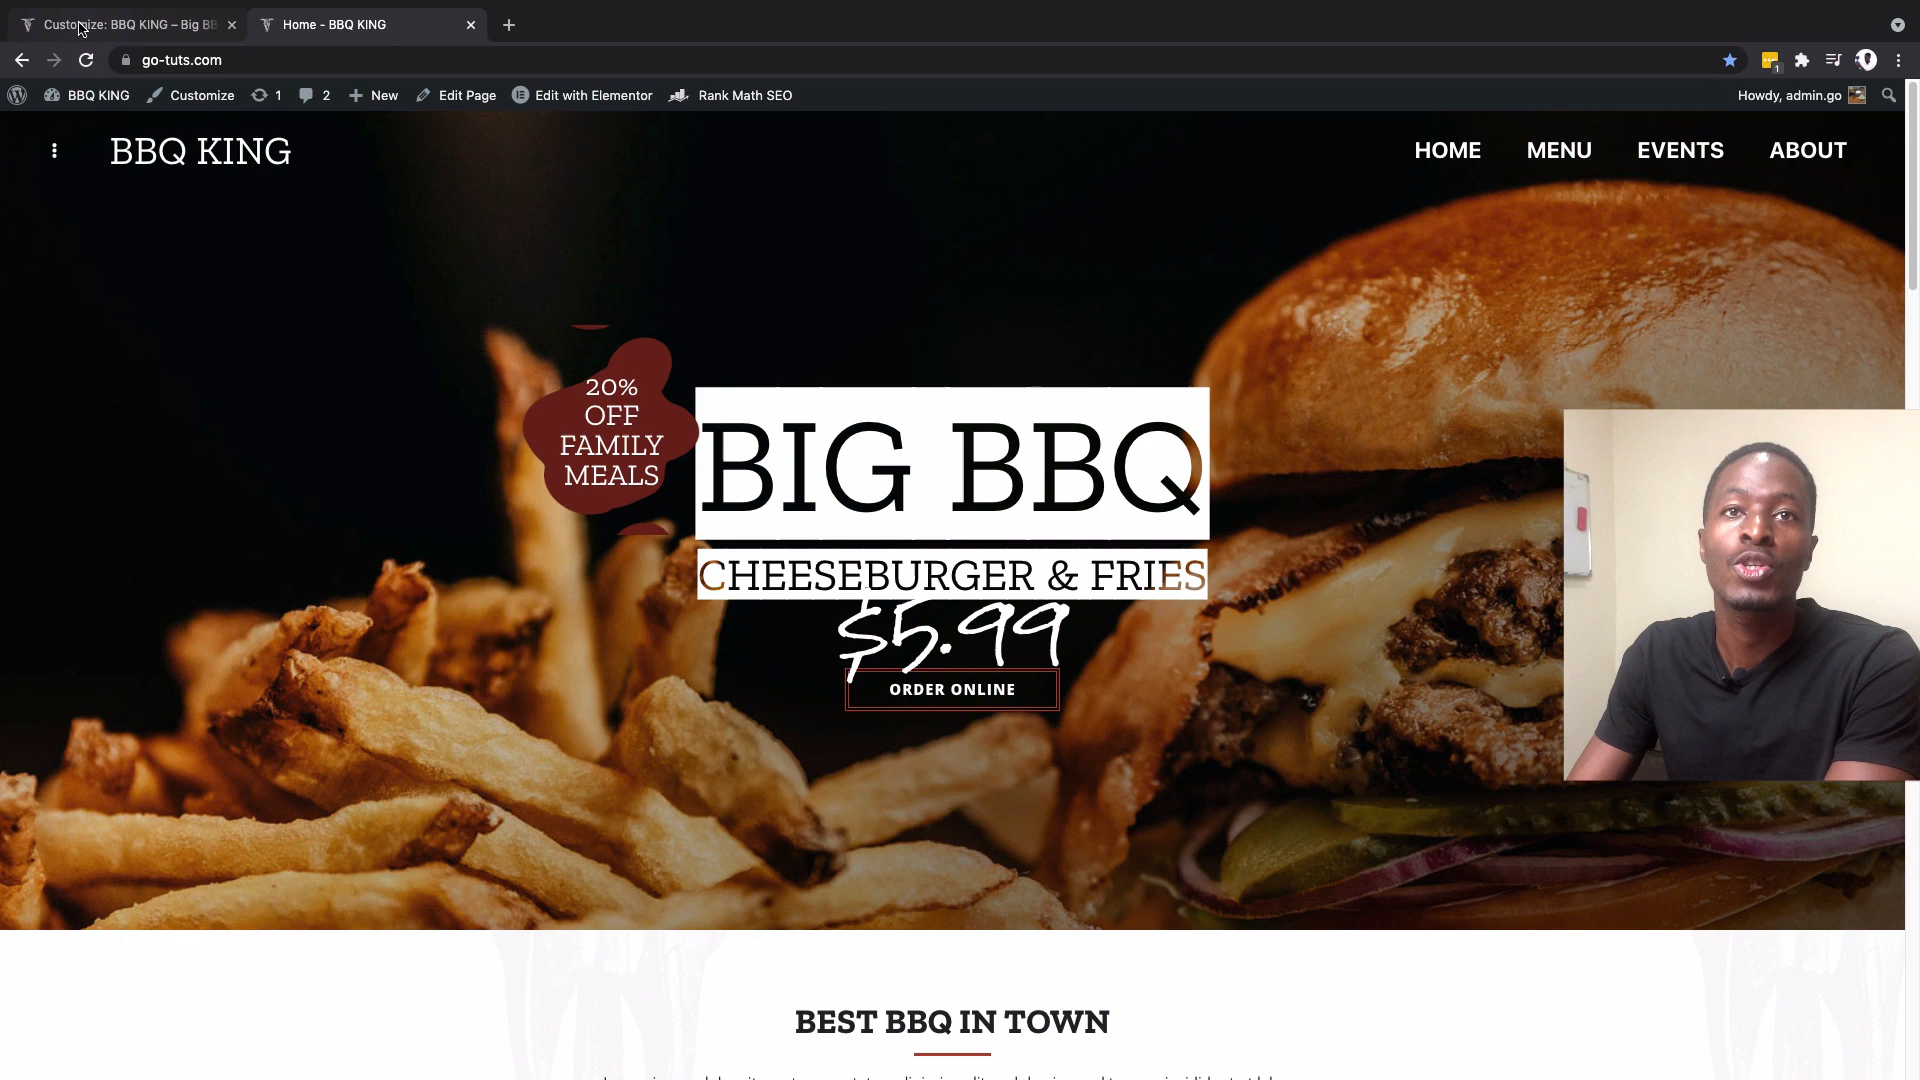 Customize: BBQ KING – Big BB
Home - BBQ KING
go-tuts.com
1
BBQ KING
Customize
1
2
New
Edit Page
Edit with Elementor
Rank Math SEO
Howdy, admin.go
BBQ KING
HOME
MENU
EVENTS
ABOUT
20%
OFF
FAMILY
MEALS
BIG BBQ
CHEESEBURGER & FRIES
$5.99
ORDER ONLINE
BEST BBQ IN TOWN